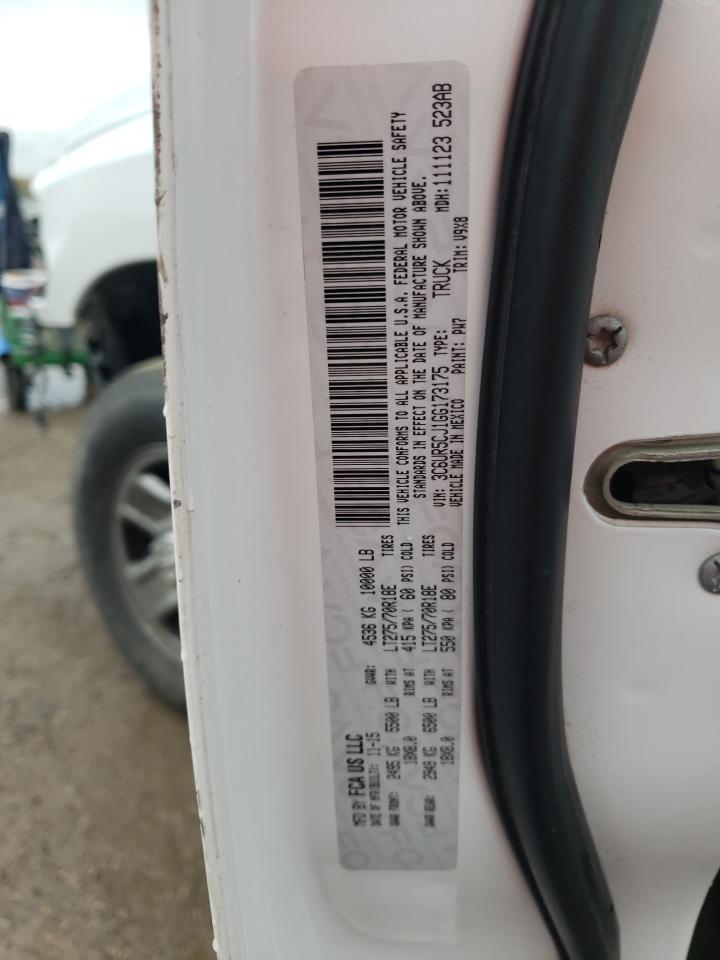 MFD BY FCA US LLC
DATE OF MFR(BUILT): 11-15 GVWR: 4536 KG 10000 LB
GAWR FRONT: 2495 KG 5500 LB WITH LT275/70R18E TIRES
18X8.0 RIMS AT 415 KPA ( 60 PSI) COLD
GAWR REAR: 2949 KG 6500 LB WITH LT275/70R18E TIRES
18X8.0 RIMS AT 550 KPA ( 80 PSI) COLD
THIS VEHICLE CONFORMS TO ALL APPLICABLE U.S.A. FEDERAL MOTOR VEHICLE SAFETY
STANDARDS IN EFFECT ON THE DATE OF MANUFACTURE SHOWN ABOVE.
VIN: 3C6UR5CJ1GG173175 TYPE: TRUCK MDH:111123 523AB
VEHICLE MADE IN MEXICO PAINT: PW7 TRIM: V9X8